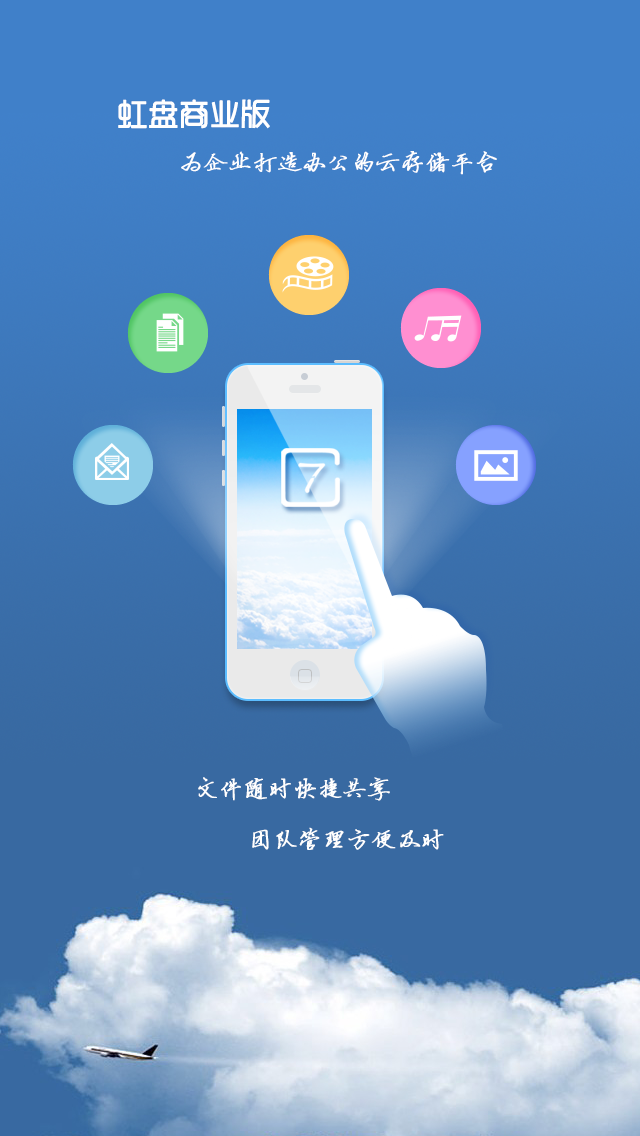 虹盘商业版
为企业打造办公的云存储平台
7
文件随时快捷共享
团队管理方便及时